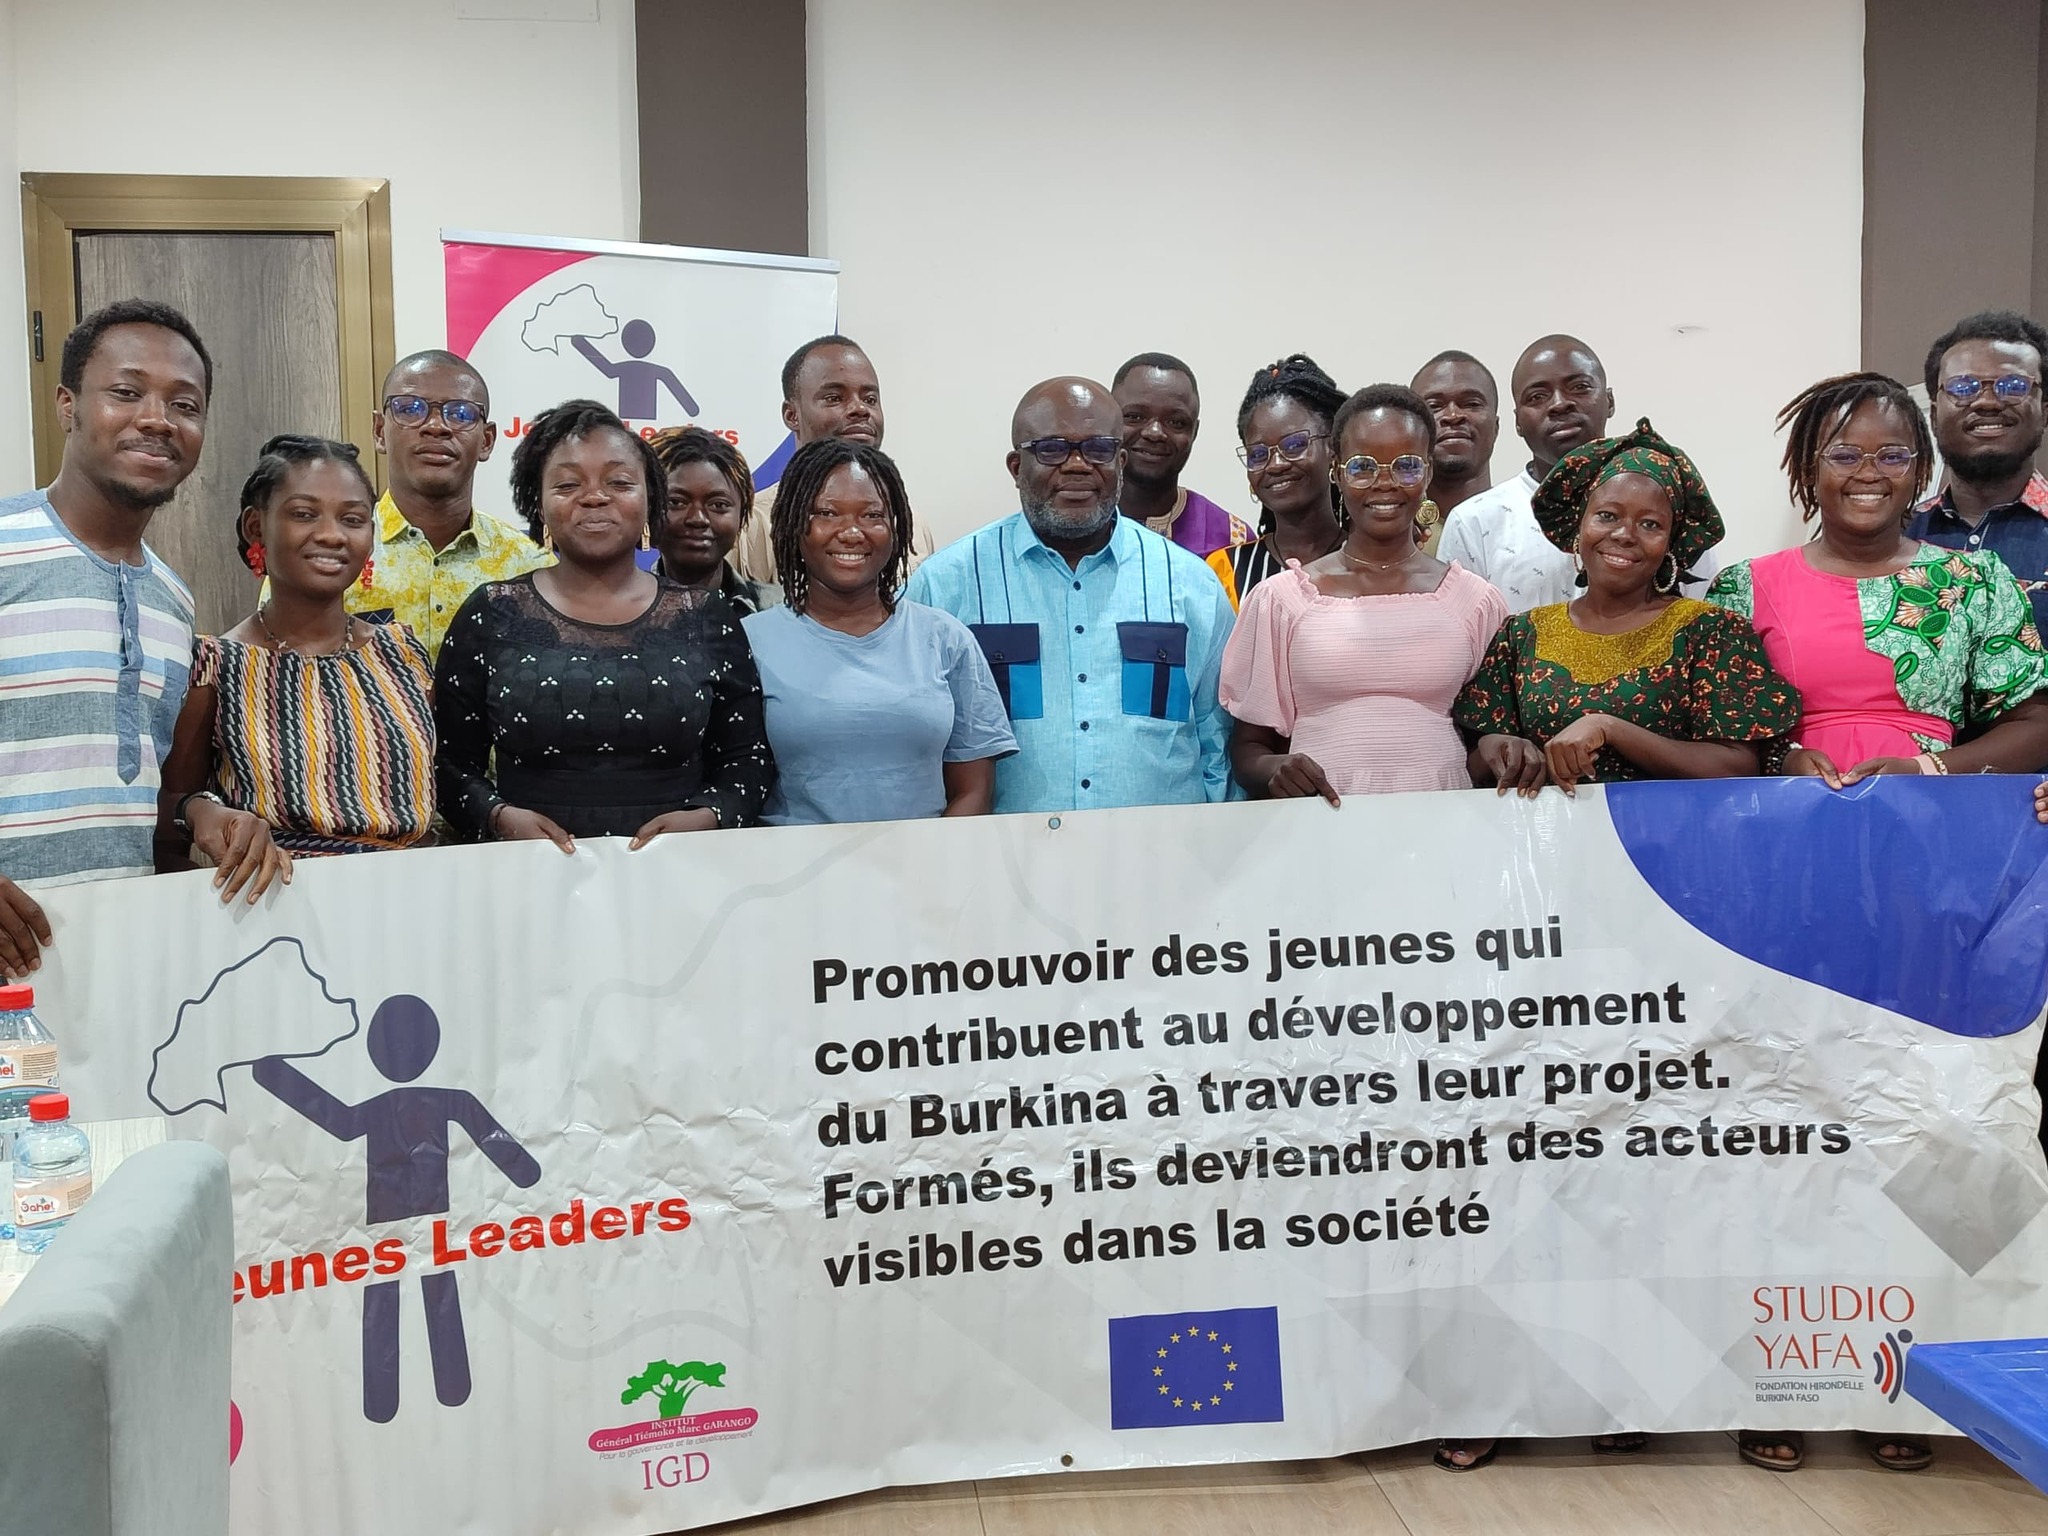 Leaders
Promouvoir des jeunes qui
contribuent au développement
du Burkina à travers leur projet.
Formés, ils deviendront des acteurs
visibles dans la société
eunes Leaders
INSTITUT
Général Tiémoko Marc GARANGO
Pour la gouvernance et le développement
IGD
STUDIO
YAFA
FONDATION HIRONDELLE
BURKINA FASO
Sahel